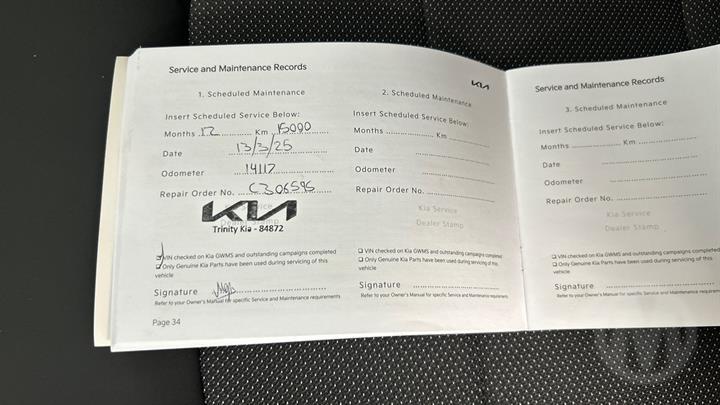 Service and Maintenance Records
1. Scheduled Maintenance
Insert Scheduled Service Below:
Months 12 Km 15000
Date 13/3/25
Odometer 14117
Repair Order No. C306596
KIA
Dealer Stamp
Trinity Kia - 84872
VIN checked on Kia GWMS and outstanding campaigns completed
Only Genuine Kia Parts have been used during servicing of this
vehicle
Signature
Refer to your Owner's Manual for specific Service and Maintenance requirements
Page 34
KIA
2. Scheduled Maintenance
Insert Scheduled Service Below:
Months Km
Date
Odometer
Repair Order No.
Kia Service
Dealer Stamp
VIN checked on Kia GWMS and outstanding campaigns completed
Only Genuine Kia Parts have been used during servicing of this
vehicle
Signature
Refer to your Owner's Manual for specific Service and Maintenance requirements
Service and Maintenance Records
3. Scheduled Maintenance
Insert Scheduled Service Below:
Months Km
Date
Odometer
Repair Order No.
Kia Service
Dealer Stamp
VIN checked on Kia GWMS and outstanding campaigns completed
Only Genuine Kia Parts have been used during servicing of this
vehicle
Signature
Refer to your Owner's Manual for specific Service and Maintenance